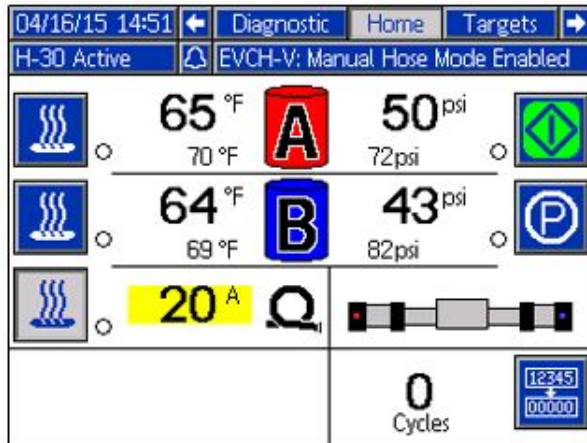 04/16/15 14:51 Diagnostic Home Targets
H-30 Active EVCH-V: Manual Hose Mode Enabled
65 °F A 50 psi
70 °F 72psi
64 °F B 43 psi P
69 °F 82psi
20 A
0 12345
Cycles 00000